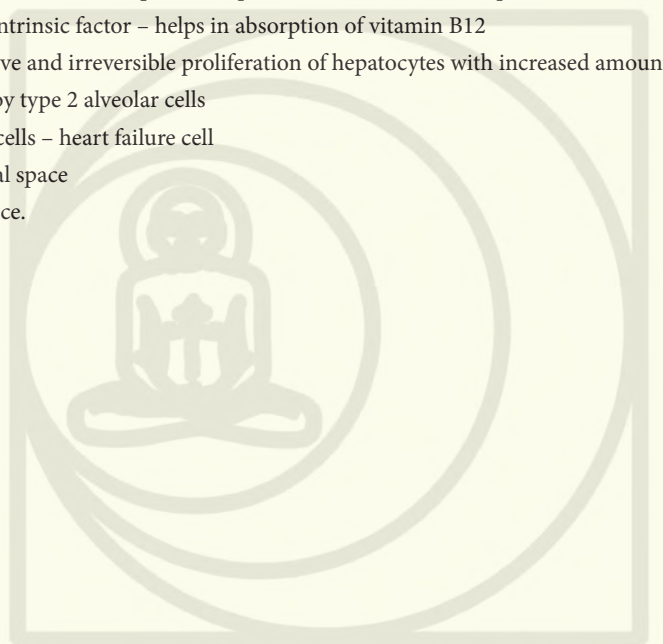 ntrinsic factor – helps in absorption of vitamin B12
ve and irreversible proliferation of hepatocytes with increased amoun
by type 2 alveolar cells
cells – heart failure cell
al space
ce.